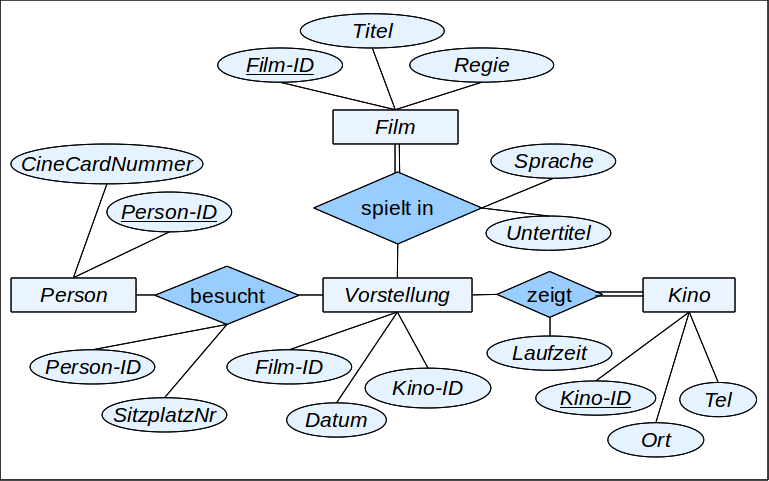 Titel
Film-ID
Regie
Film
CineCardNummer
Sprache
Person-ID
spielt in
Untertitel
Person
besucht
Vorstellung
zeigt
Kino
Person-ID
Film-ID
Laufzeit
Kino-ID
Kino-ID
Tel
SitzplatzNr
Datum
Ort